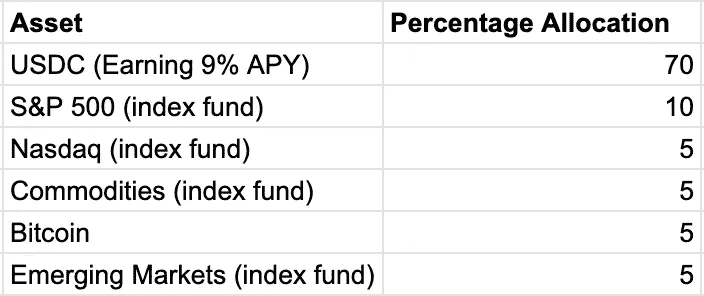 Asset Percentage Allocation
USDC (Earning 9% APY) 70
S&P 500 (index fund) 10
Nasdaq (index fund) 5
Commodities (index fund) 5
Bitcoin 5
Emerging Markets (index fund) 5